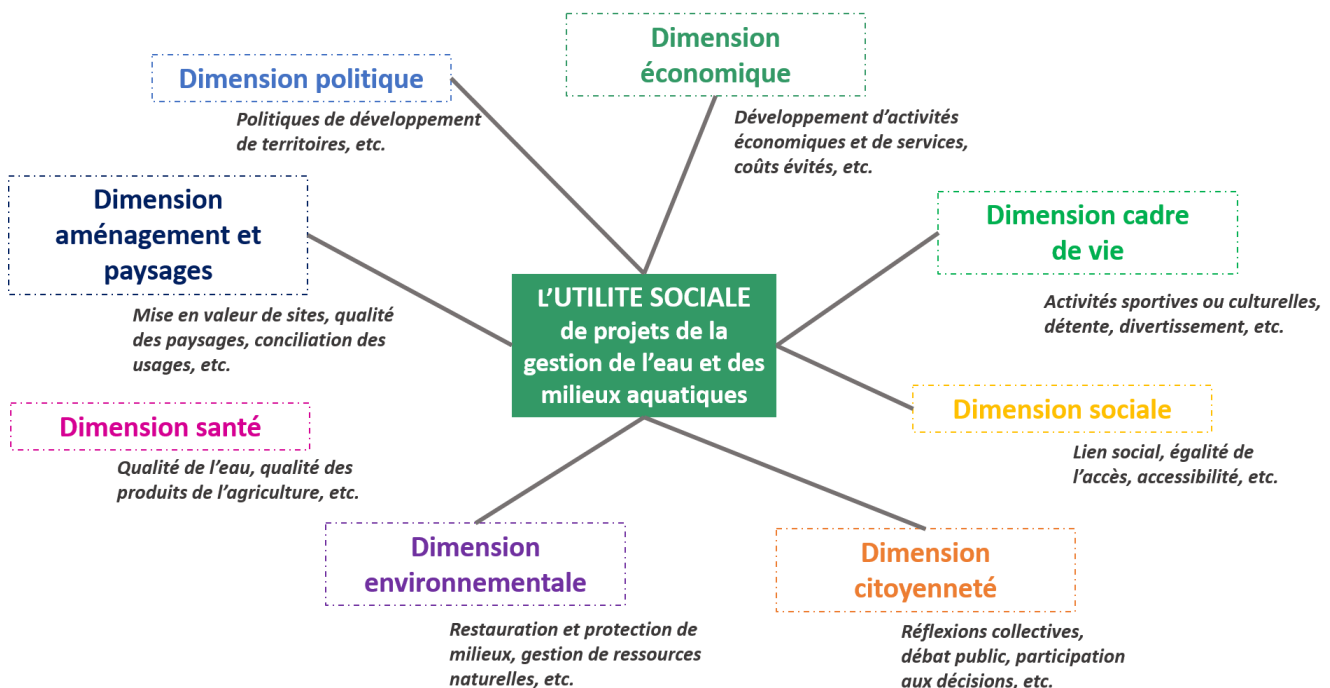 Dimension
économique
Développement d'activités
économiques et de services,
coûts évités, etc.
Dimension politique
Politiques de développement
de territoires, etc.
Dimension
aménagement et
paysages
Mise en valeur de sites, qualité
des paysages, conciliation des
usages, etc.
Dimension cadre
de vie
Activités sportives ou culturelles,
détente, divertissement, etc.
L'UTILITE SOCIALE
de projets de la
gestion de l'eau et des
milieux aquatiques
Dimension santé
Qualité de l'eau, qualité des
produits de l'agriculture, etc.
Dimension sociale
Lien social, égalité de
l'accès, accessibilité, etc.
Dimension
environnementale
Restauration et protection de
milieux, gestion de ressources
naturelles, etc.
Dimension
citoyenneté
Réflexions collectives,
débat public, participation
aux décisions, etc.